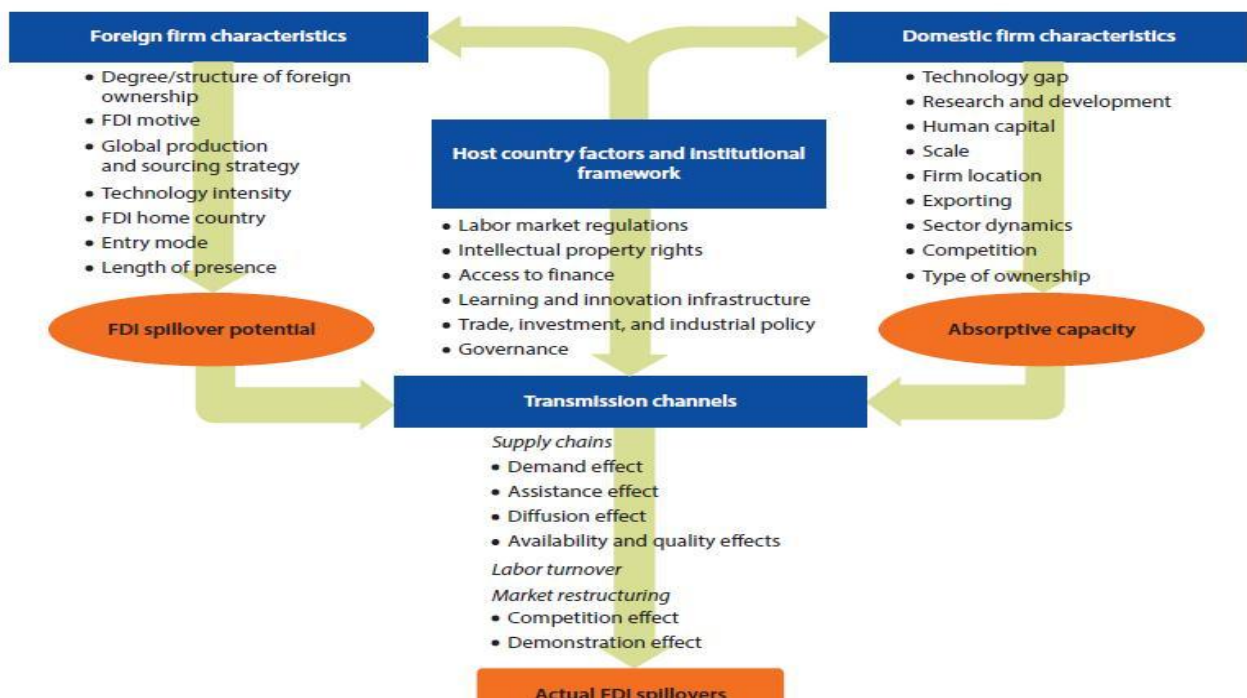 Foreign firm characteristics
• Degree/structure of foreign
ownership
• FDI motive
• Global production
and sourcing strategy
• Technology intensity
• FDI home country
• Entry mode
• Length of presence
FDI spillover potential
Host country factors and institutional
framework
• Labor market regulations
• Intellectual property rights
• Access to finance
• Learning and innovation infrastructure
• Trade, investment, and industrial policy
• Governance
Domestic firm characteristics
• Technology gap
• Research and development
• Human capital
• Scale
• Firm location
• Exporting
• Sector dynamics
• Competition
• Type of ownership
Absorptive capacity
Transmission channels
Supply chains
• Demand effect
• Assistance effect
• Diffusion effect
• Availability and quality effects
Labor turnover
Market restructuring
• Competition effect
• Demonstration effect
Actual FDI spillovers